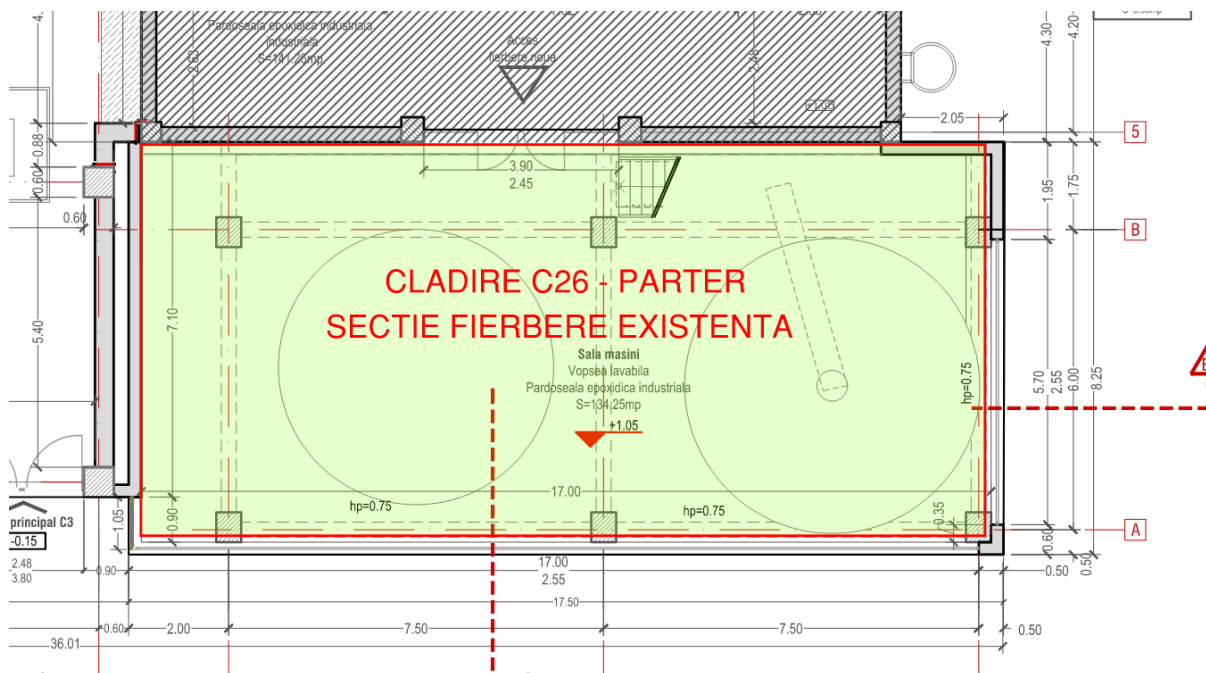 Pardoseala epoxidica industriala
industriala
S=141.25mp
2.63
Acces
fierbere noua
2.48
+1.05
4.30
4.20
2.05
5
0.88
0.60
3.90
2.45
1
2
3
1.95
1.75
0.60
B
CLADIRE C26 - PARTER
SECTIE FIERBERE EXISTENTA
7.10
5.40
Sala masini
Vopsea lavabila
Pardoseala epoxidica industriala
S=134.25mp
+1.05
hp=0.75
5.70
2.55
6.00
8.25
17.00
hp=0.75
hp=0.75
0.90
1.05
-0.35
0.60
A
principal C3
-0.15
2.48
3.80
0.90
17.00
2.55
0.50
0.50
17.50
0.60
2.00
7.50
7.50
0.50
36.01